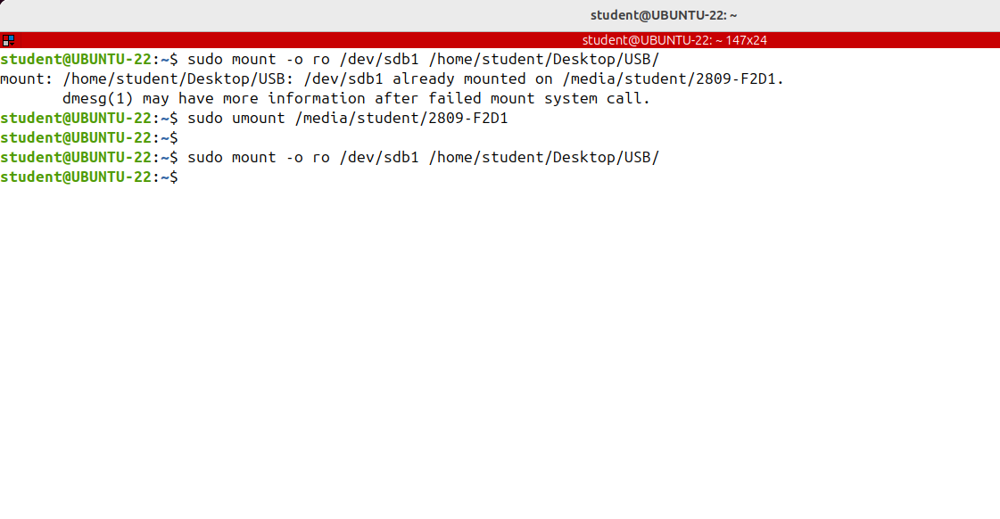 student@UBUNTU-22: ~
student@UBUNTU-22: ~ 147x24
student@UBUNTU-22:~$ sudo mount -o ro /dev/sdb1 /home/student/Desktop/USB/
mount: /home/student/Desktop/USB: /dev/sdb1 already mounted on /media/student/2809-F2D1.
       dmesg(1) may have more information after failed mount system call.
student@UBUNTU-22:~$ sudo umount /media/student/2809-F2D1
student@UBUNTU-22:~$
student@UBUNTU-22:~$ sudo mount -o ro /dev/sdb1 /home/student/Desktop/USB/
student@UBUNTU-22:~$